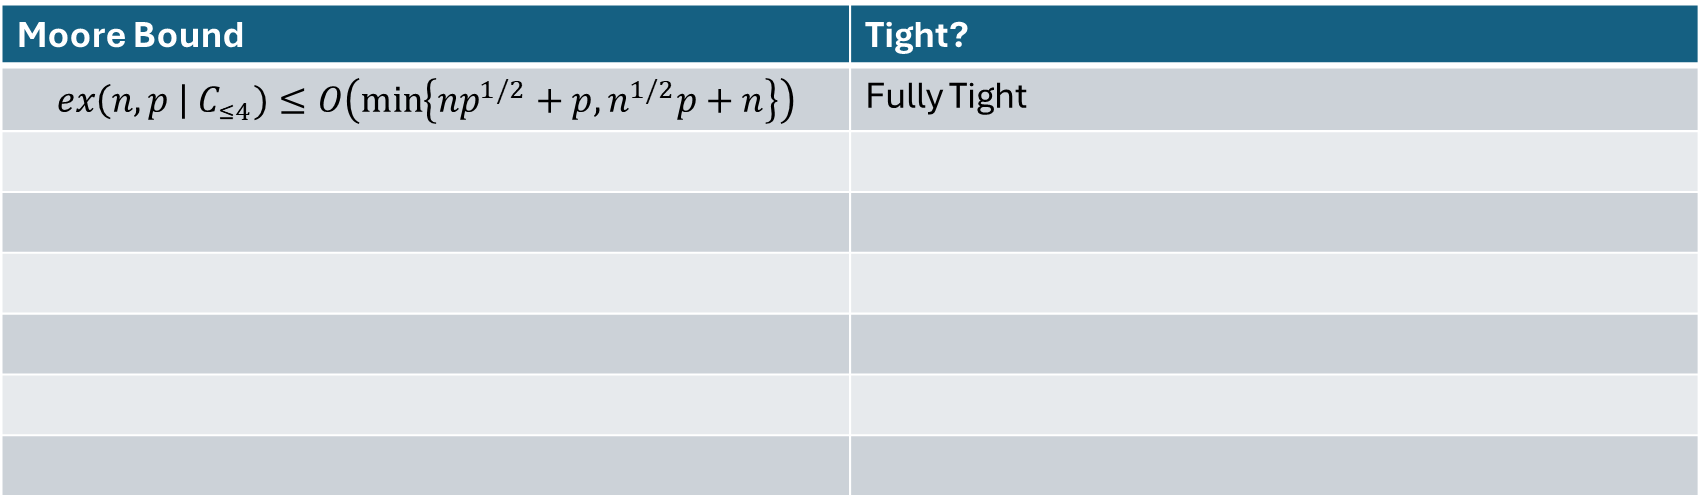 Moore Bound
Tight?
ex(n, p | C≤4) ≤ O(min{np^{1/2} + p, n^{1/2}p + n})
Fully Tight